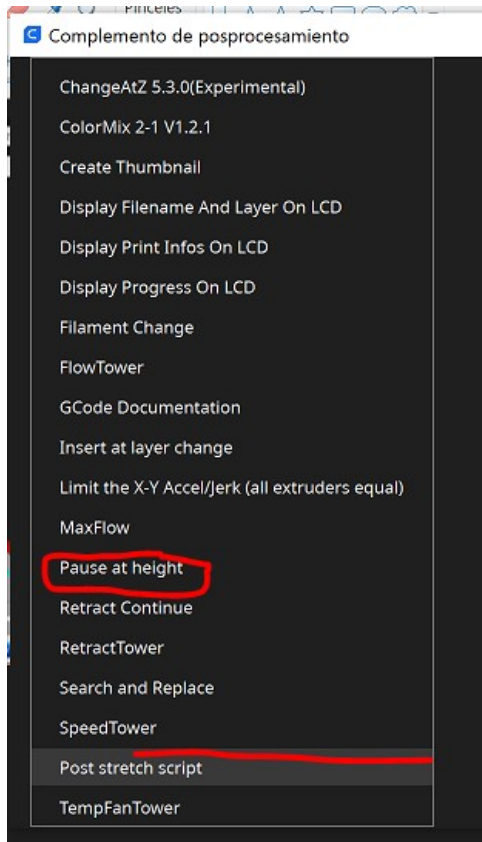 Pinceles
Complemento de posprocesamiento
ChangeAtZ 5.3.0(Experimental)
ColorMix 2-1 V1.2.1
Create Thumbnail
Display Filename And Layer On LCD
Display Print Infos On LCD
Display Progress On LCD
Filament Change
FlowTower
GCode Documentation
Insert at layer change
Limit the X-Y Accel/Jerk (all extruders equal)
MaxFlow
Pause at height
Retract Continue
RetractTower
Search and Replace
SpeedTower
Post stretch script
TempFanTower